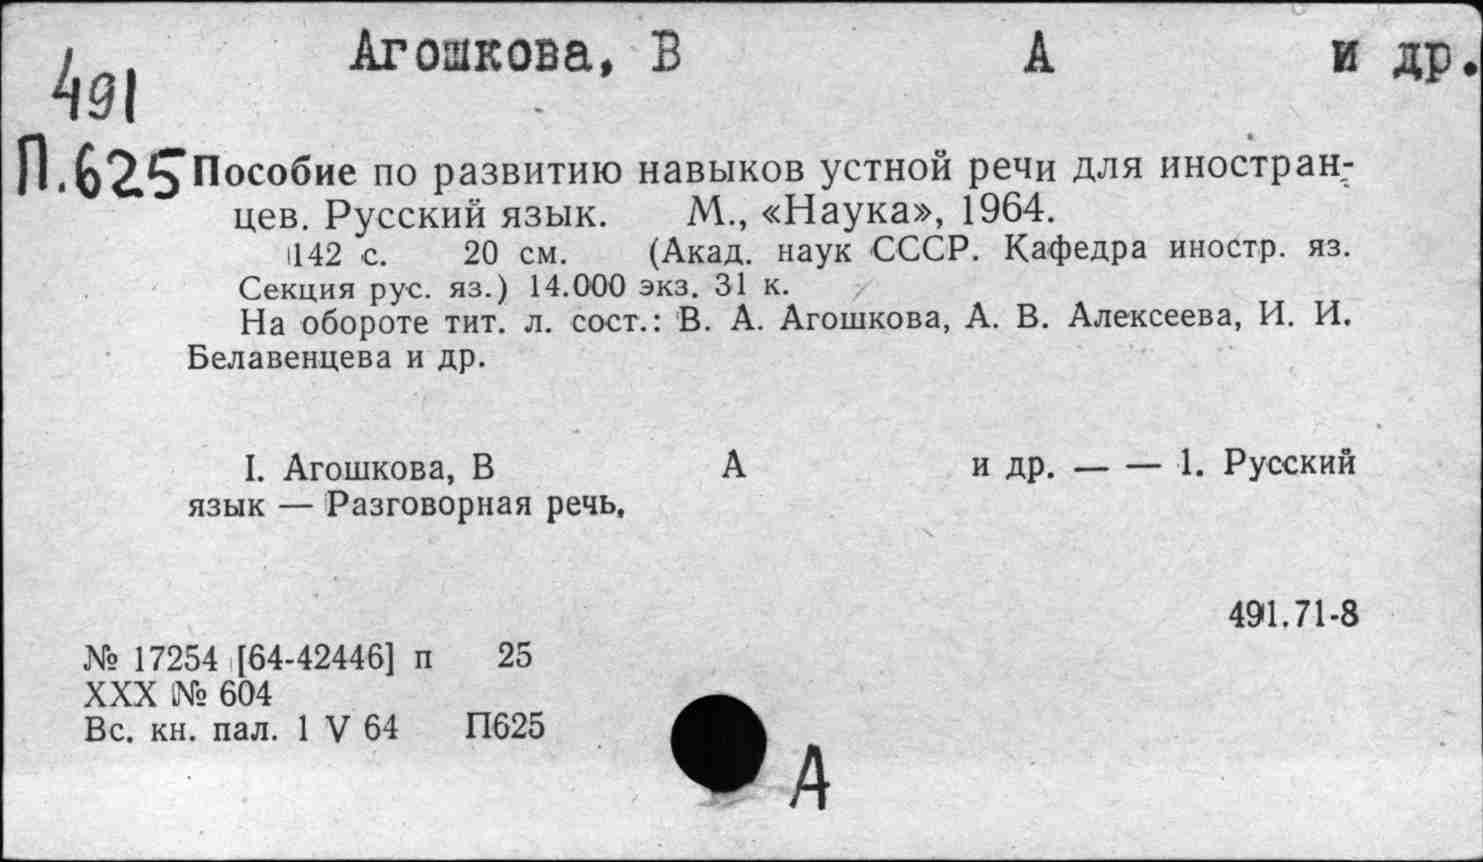 Агошкова, В А и др.
491
П.625
Пособие по развитию навыков устной речи для иностран-
цев. Русский язык. М., «Наука», 1964.
142 с. 20 см. (Акад. наук СССР. Кафедра иностр. яз.
Секция рус. яз.) 14.000 экз. 31 к.
На обороте тит. л. сост.: В. А. Агошкова, А. В. Алексеева, И. И.
Белавенцева и др.
I. Агошкова, В А и др. — — 1. Русский
язык — Разговорная речь.
491.71-8
№ 17254 [64-42446] п 25
XXX № 604
Вс. кн. пал. 1 V 64 П625
А